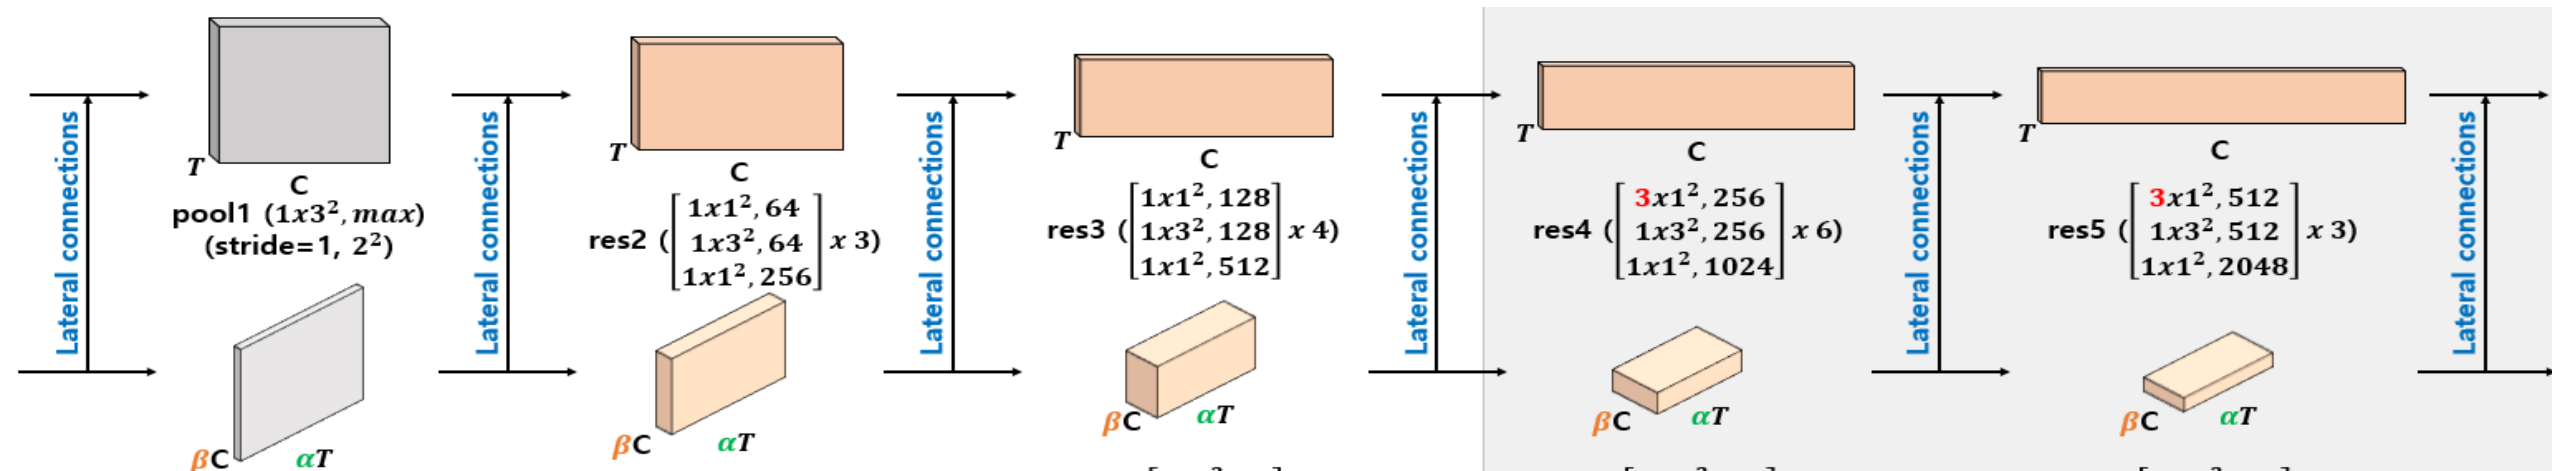 Lateral connections
T
C
pool1 (1x3², max)
(stride=1, 2²)
βC
αT
Lateral connections
T
C
res2 ([1x1², 64
1x3², 64
1x1², 256] x 3)
βC
αT
Lateral connections
T
C
res3 ([1x1², 128
1x3², 128
1x1², 512] x 4)
βC
αT
Lateral connections
T
C
res4 ([3x1², 256
1x3², 256
1x1², 1024] x 6)
βC
αT
Lateral connections
T
C
res5 ([3x1², 512
1x3², 512
1x1², 2048] x 3)
βC
αT
Lateral connections